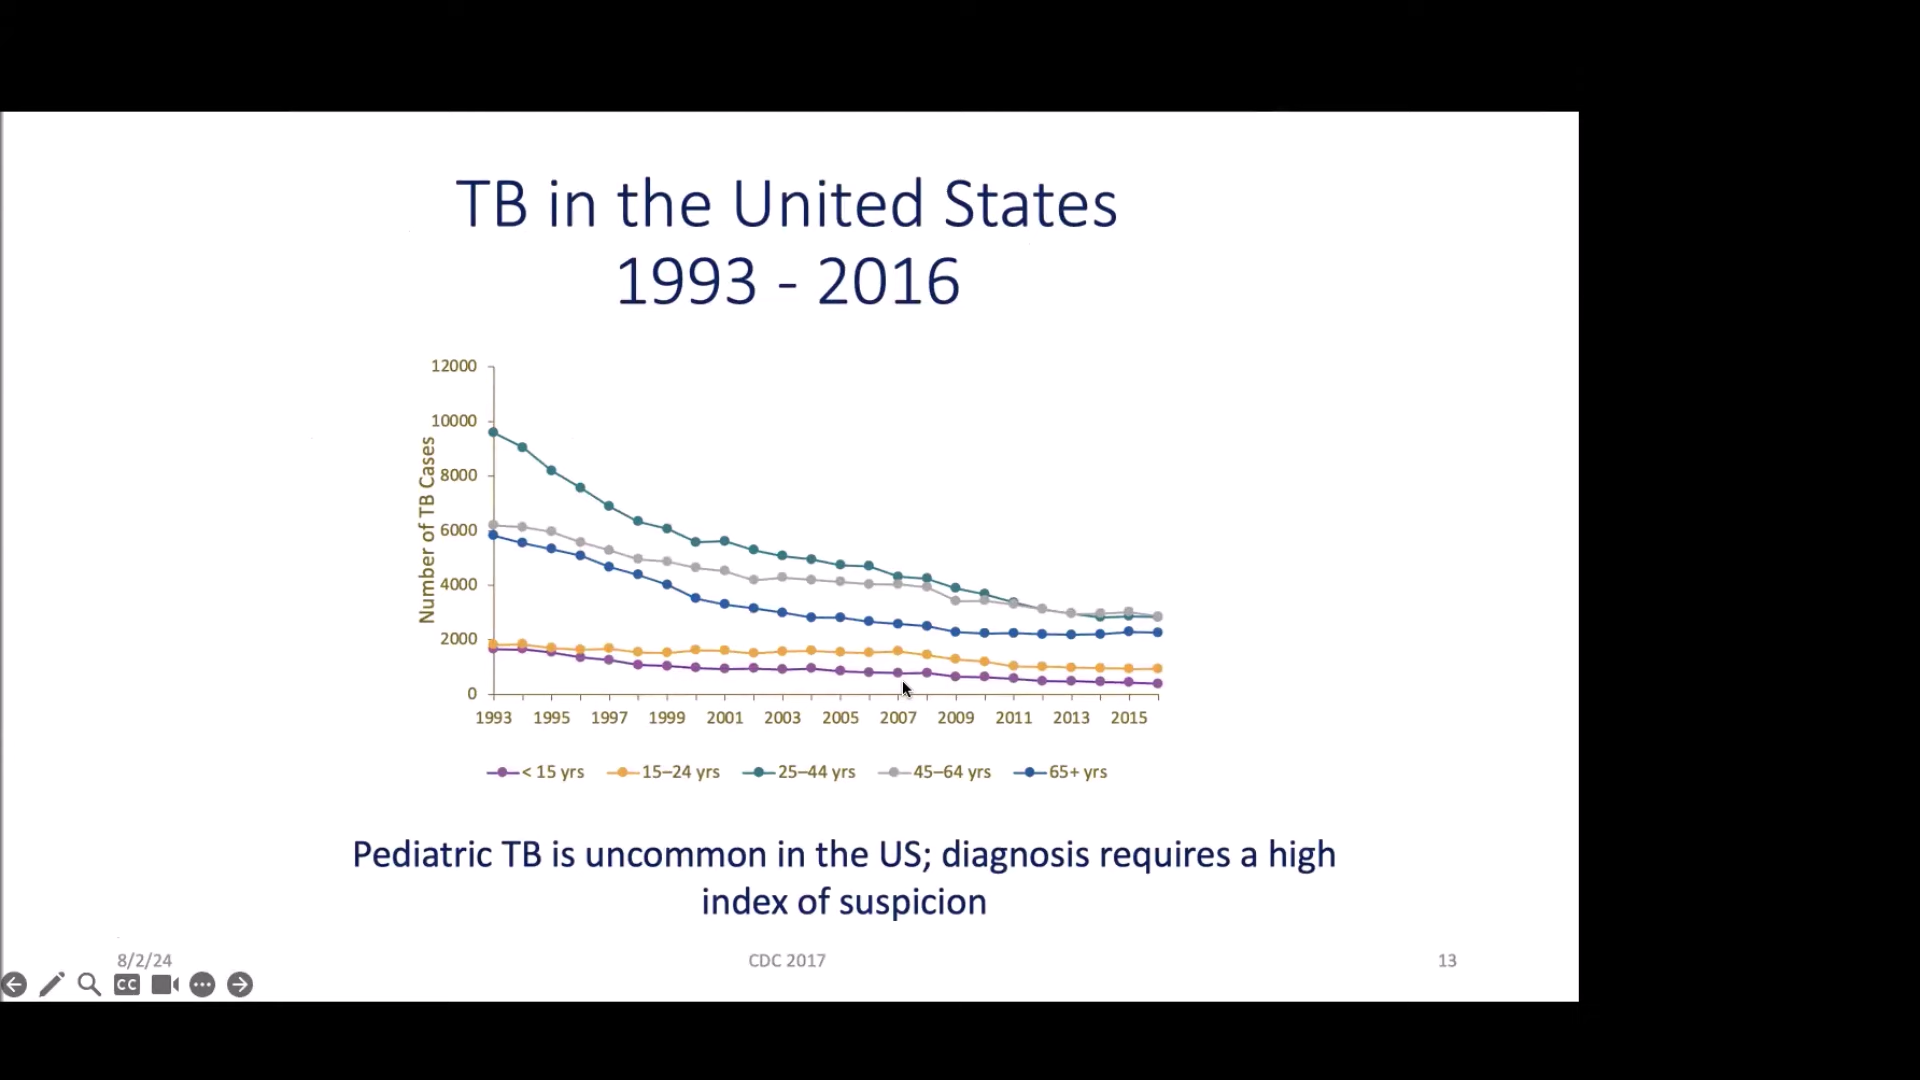 TB in the United States
1993 - 2016
Number of TB Cases
12000
10000
8000
6000
4000
2000
0
1993 1995 1997 1999 2001 2003 2005 2007 2009 2011 2013 2015
< 15 yrs 15–24 yrs 25–44 yrs 45–64 yrs 65+ yrs
Pediatric TB is uncommon in the US; diagnosis requires a high
index of suspicion
8/2/24 CDC 2017 13
CC